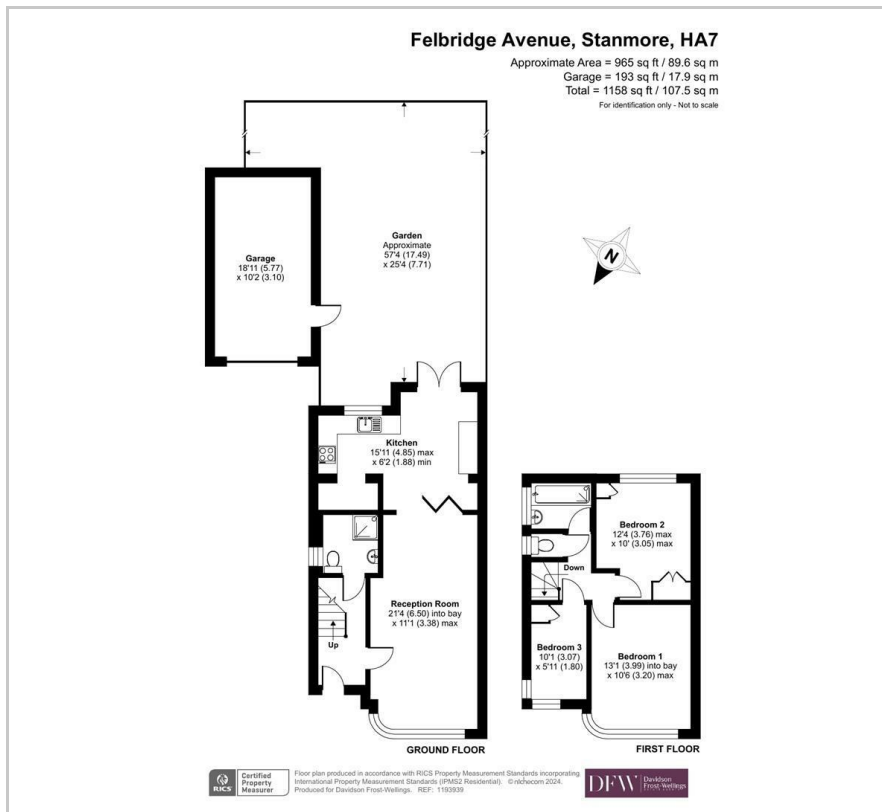 Felbridge Avenue, Stanmore, HA7
Approximate Area = 965 sq ft / 89.6 sq m
Garage = 193 sq ft / 17.9 sq m
Total = 1158 sq ft / 107.5 sq m
For identification only - Not to scale
Garden
Approximate
57'4 (17.49)
x 25'4 (7.71)
Garage
18'11 (5.77)
x 10'2 (3.10)
N
Kitchen
15'11 (4.85) max
x 6'2 (1.88) min
Reception Room
21'4 (6.50) into bay
x 11'1 (3.38) max
Up
GROUND FLOOR
Bedroom 2
12'4 (3.76) max
x 10' (3.05) max
Down
Bedroom 3
10'1 (3.07)
x 5'11 (1.80)
Bedroom 1
13'1 (3.99) into bay
x 10'6 (3.20) max
FIRST FLOOR
RICS
Certified
Property
Measurer
Floor plan produced in accordance with RICS Property Measurement Standards incorporating
International Property Measurement Standards (IPMS2 Residential). © nichecom 2024.
Produced for Davidson Frost-Wellings. REF: 1193939
DFW
Davidson
Frost-Wellings